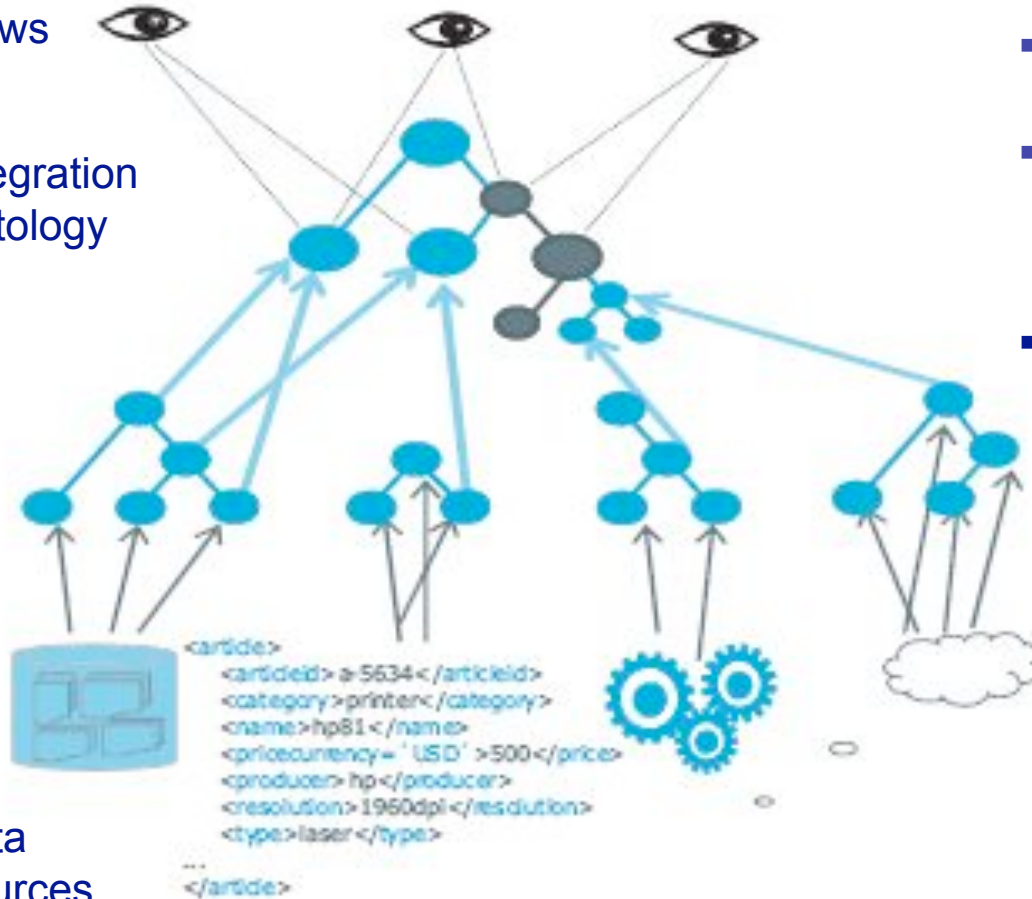 ws
egration
tology
<article>
<articleid>a-5634</articleid>
<category>printer</category>
<name>hp81</name>
<pricecurrency=`USD´>500</price>
<producer>hp</producer>
<resolution>1960dpi</resolution>
<type>laser</type>
...
</article>
ta
urces